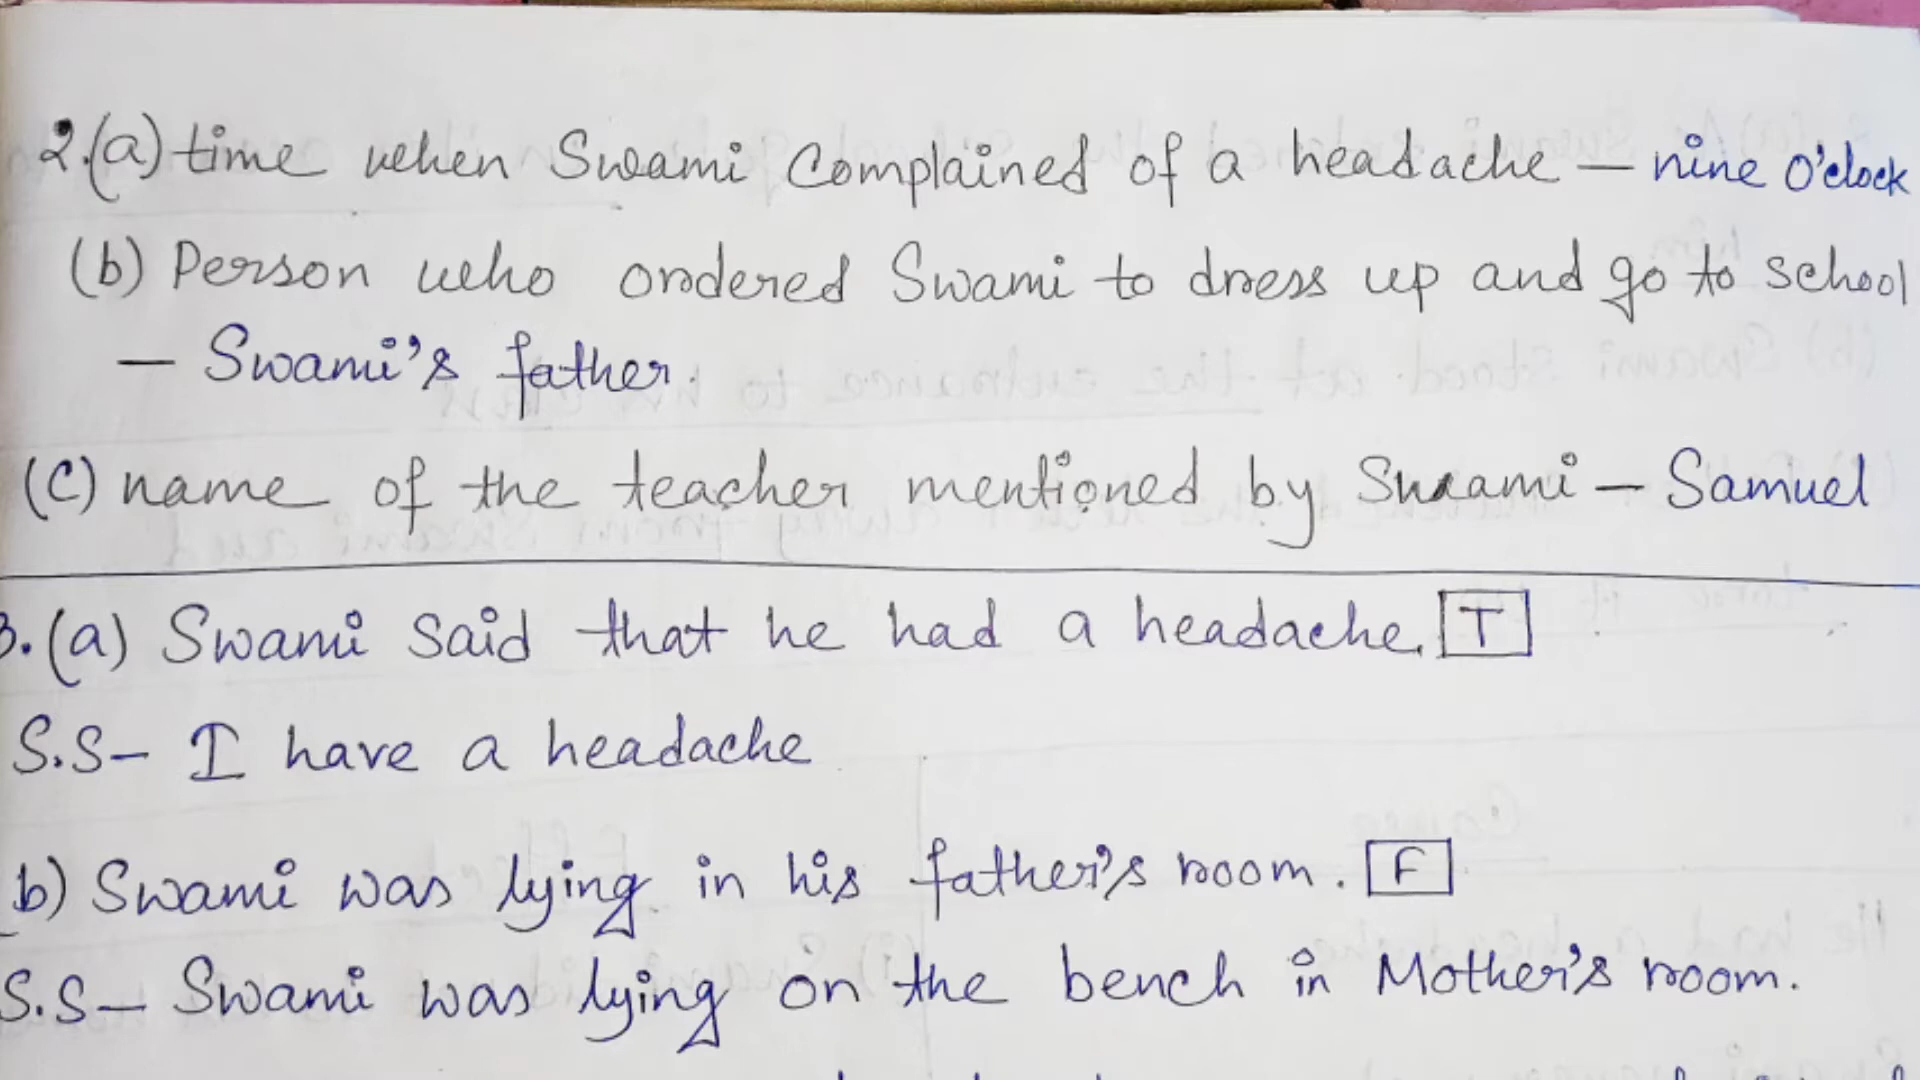 2.(a) time when Swami Complained of a headache – nine o'clock
(b) Person who ordered Swami to dress up and go to school
– Swami's father.
(C) name of the teacher mentioned by Swami – Samuel
3. (a) Swami said that he had a headache. T
S.S– I have a headache
b) Swami was lying in his father's room. F
S.S– Swami was lying on the bench in Mother's room.